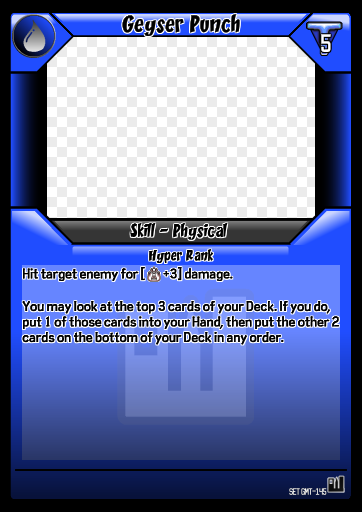 Geyser Punch
5
Skill - Physical
Hyper Rank
Hit target enemy for [ +3] damage.
You may look at the top 3 cards of your Deck. If you do,
put 1 of those cards into your Hand, then put the other 2
cards on the bottom of your Deck in any order.
SET GMT-145